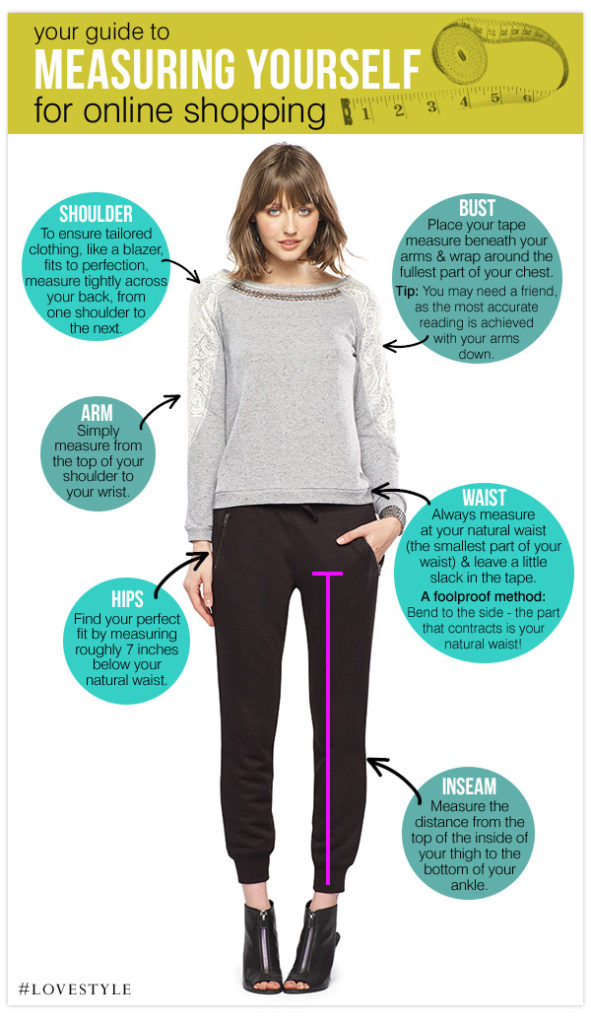 your guide to
MEASURING YOURSELF
for online shopping
1 2 3 4 5 6
SHOULDER
To ensure tailored
clothing, like a blazer,
fits to perfection,
measure tightly across
your back, from
one shoulder to
the next.
BUST
Place your tape
measure beneath your
arms & wrap around the
fullest part of your chest.
Tip: You may need a friend,
as the most accurate
reading is achieved
with your arms
down.
ARM
Simply
measure from
the top of your
shoulder to
your wrist.
WAIST
Always measure
at your natural waist
(the smallest part of your
waist) & leave a little
slack in the tape.
A foolproof method:
Bend to the side - the part
that contracts is your
natural waist!
HIPS
Find your perfect
fit by measuring
roughly 7 inches
below your
natural waist.
INSEAM
Measure the
distance from the
top of the inside of
your thigh to the
bottom of your
ankle.
#LOVESTYLE